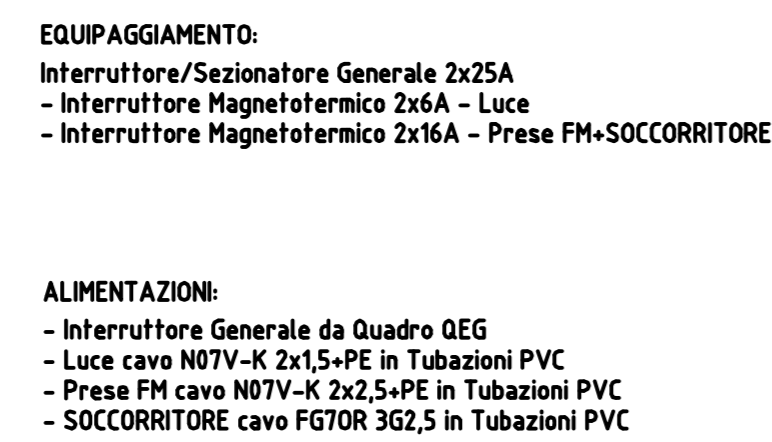 EQUIPAGGIAMENTO:
Interruttore/Sezionatore Generale 2x25A
- Interruttore Magnetotermico 2x6A - Luce
- Interruttore Magnetotermico 2x16A - Prese FM+SOCCORRITORE
ALIMENTAZIONI:
- Interruttore Generale da Quadro QEG
- Luce cavo N07V-K 2x1,5+PE in Tubazioni PVC
- Prese FM cavo N07V-K 2x2,5+PE in Tubazioni PVC
- SOCCORRITORE cavo FG7OR 3G2,5 in Tubazioni PVC